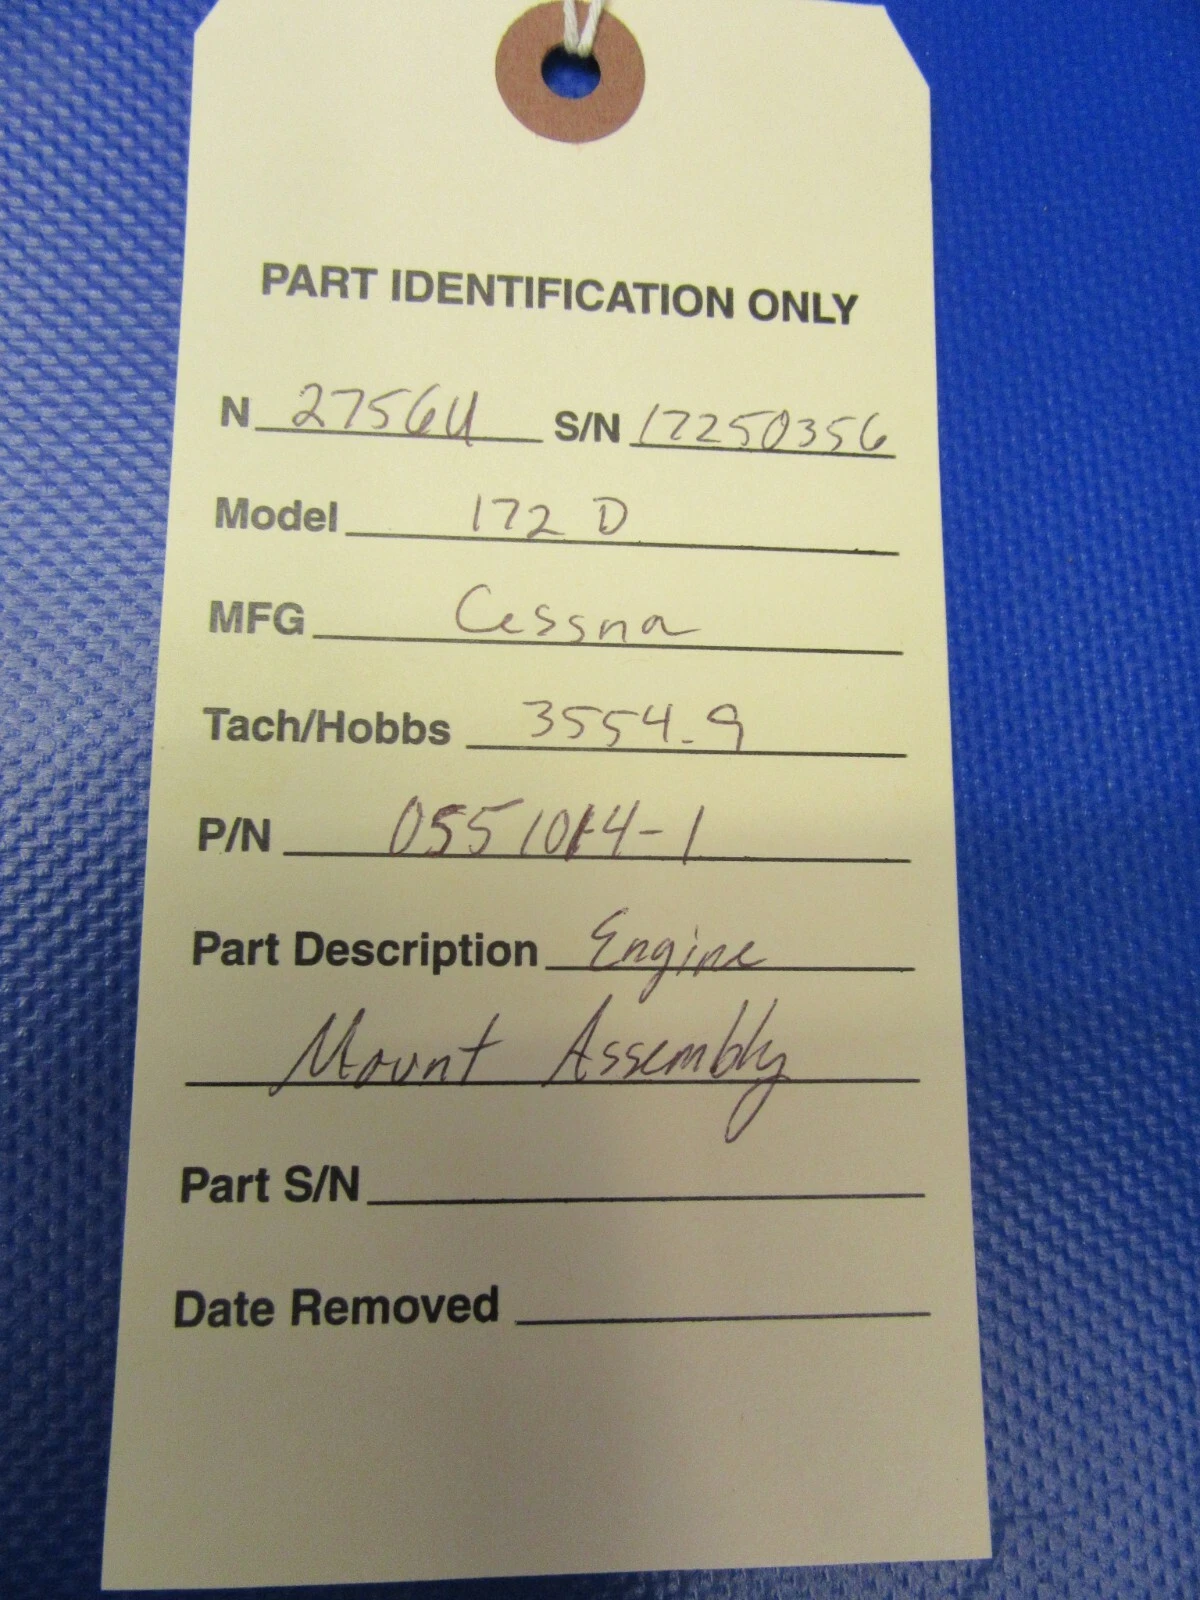 PART IDENTIFICATION ONLY
N 2756U S/N 17250356
Model 172 D
MFG Cessna
Tach/Hobbs 3554.9
P/N 0551014-1
Part Description Engine
Mount Assembly
Part S/N
Date Removed